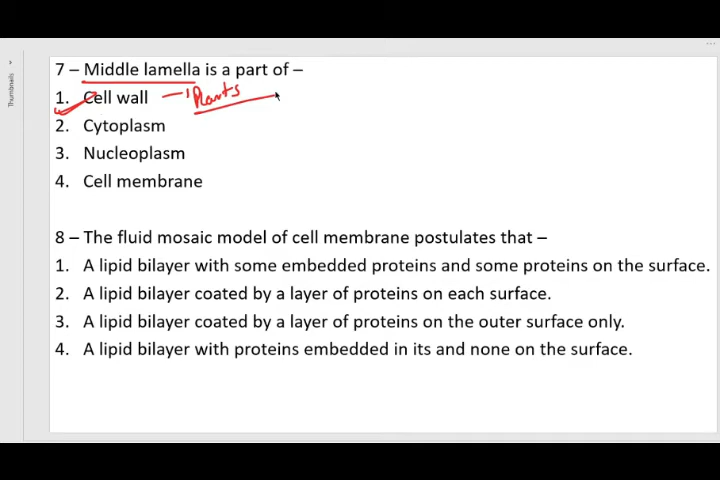 7 – Middle lamella is a part of –
1. Cell wall – Plants
2. Cytoplasm
3. Nucleoplasm
4. Cell membrane
8 – The fluid mosaic model of cell membrane postulates that –
1. A lipid bilayer with some embedded proteins and some proteins on the surface.
2. A lipid bilayer coated by a layer of proteins on each surface.
3. A lipid bilayer coated by a layer of proteins on the outer surface only.
4. A lipid bilayer with proteins embedded in its and none on the surface.
Thumbnails